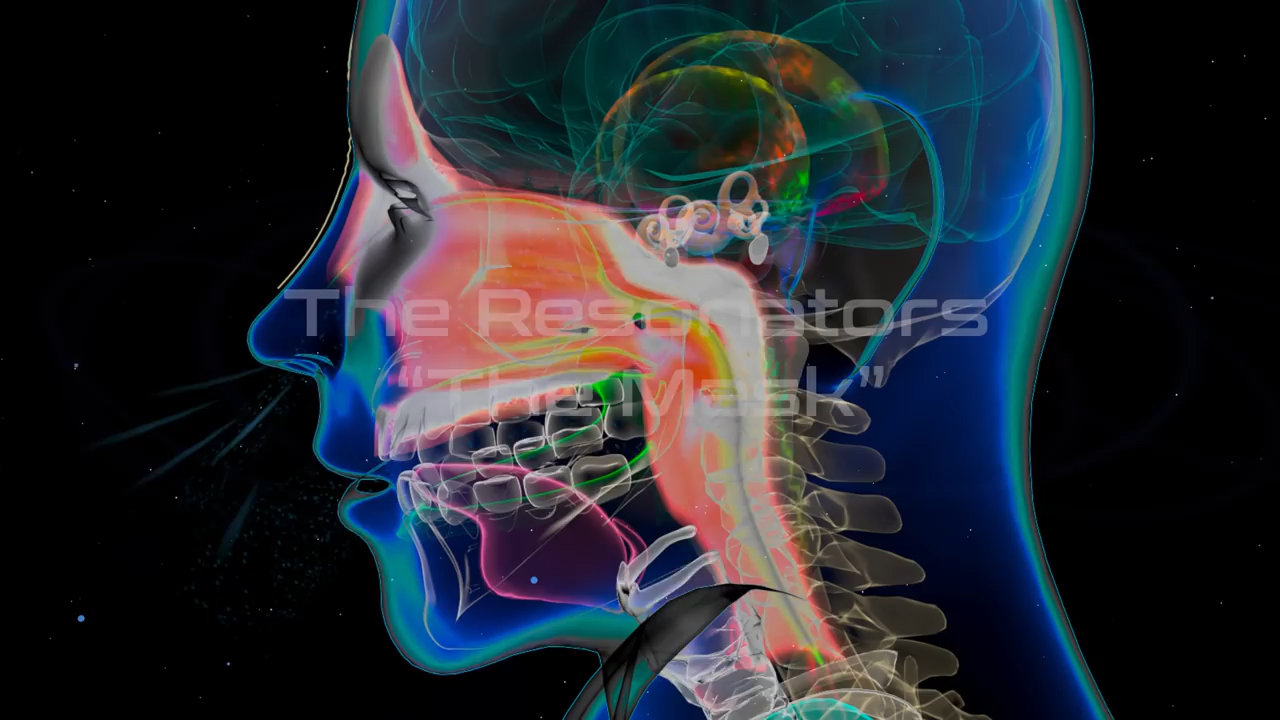 The Resonators
“The Mask”